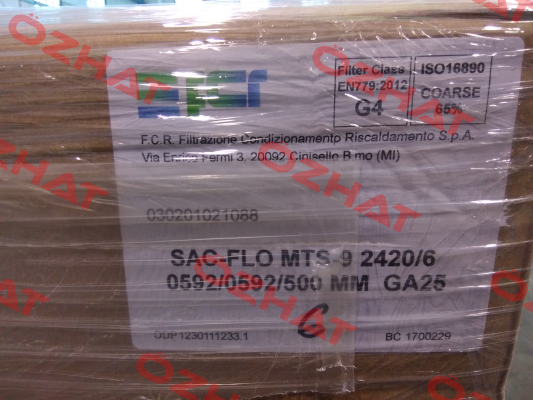 Filter Class
EN779:2012
G4
ISO16890
COARSE
65%
F.C.R. Filtrazione Condizionamento Riscaldamento S.p.A.
Via Enrico Fermi 3, 20092 Cinisello B.mo (MI)
030201021088
SAC-FLO MTS-9 2420/6
0592/0592/500 MM GA25
6
ODP1230111233.1
BC 1700229
OZHAT
OZHAT
OZHAT
OZHAT
OZHAT
OZHAT